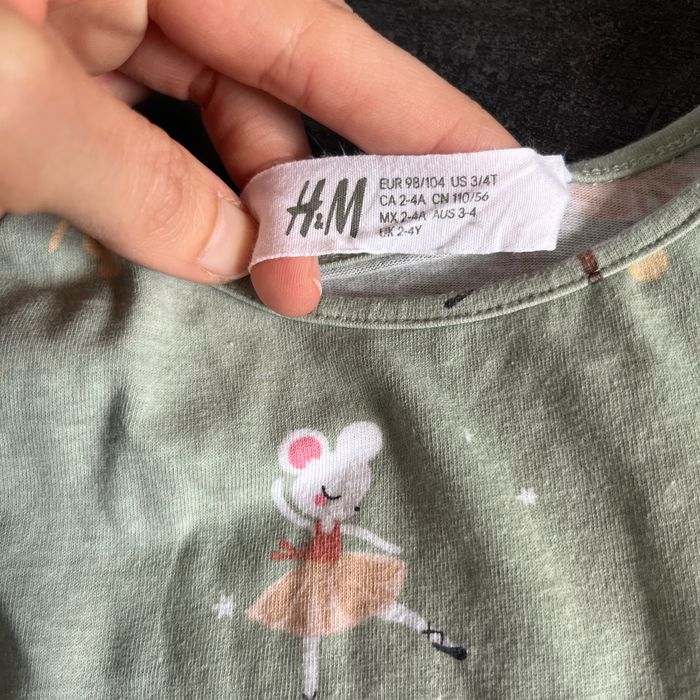 H&M
EUR 98/104 US 3/4T
CA 2-4A CN 110/56
MX 2-4A AUS 3-4
UK 2-4Y